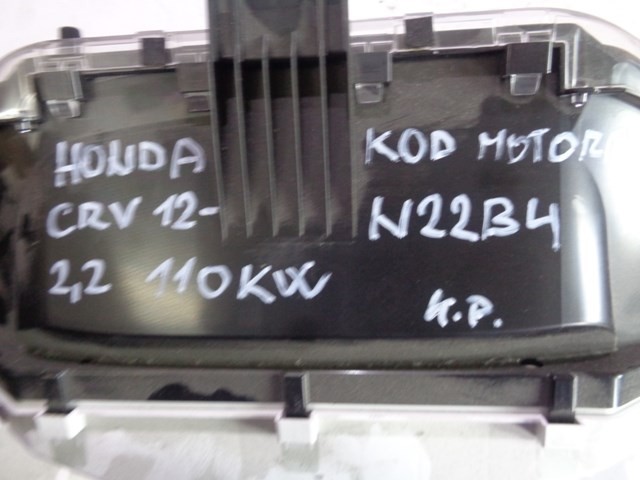 HONDA
CRV 12-
2,2 110KW
KOD MOTOR
N22B4
K.P.